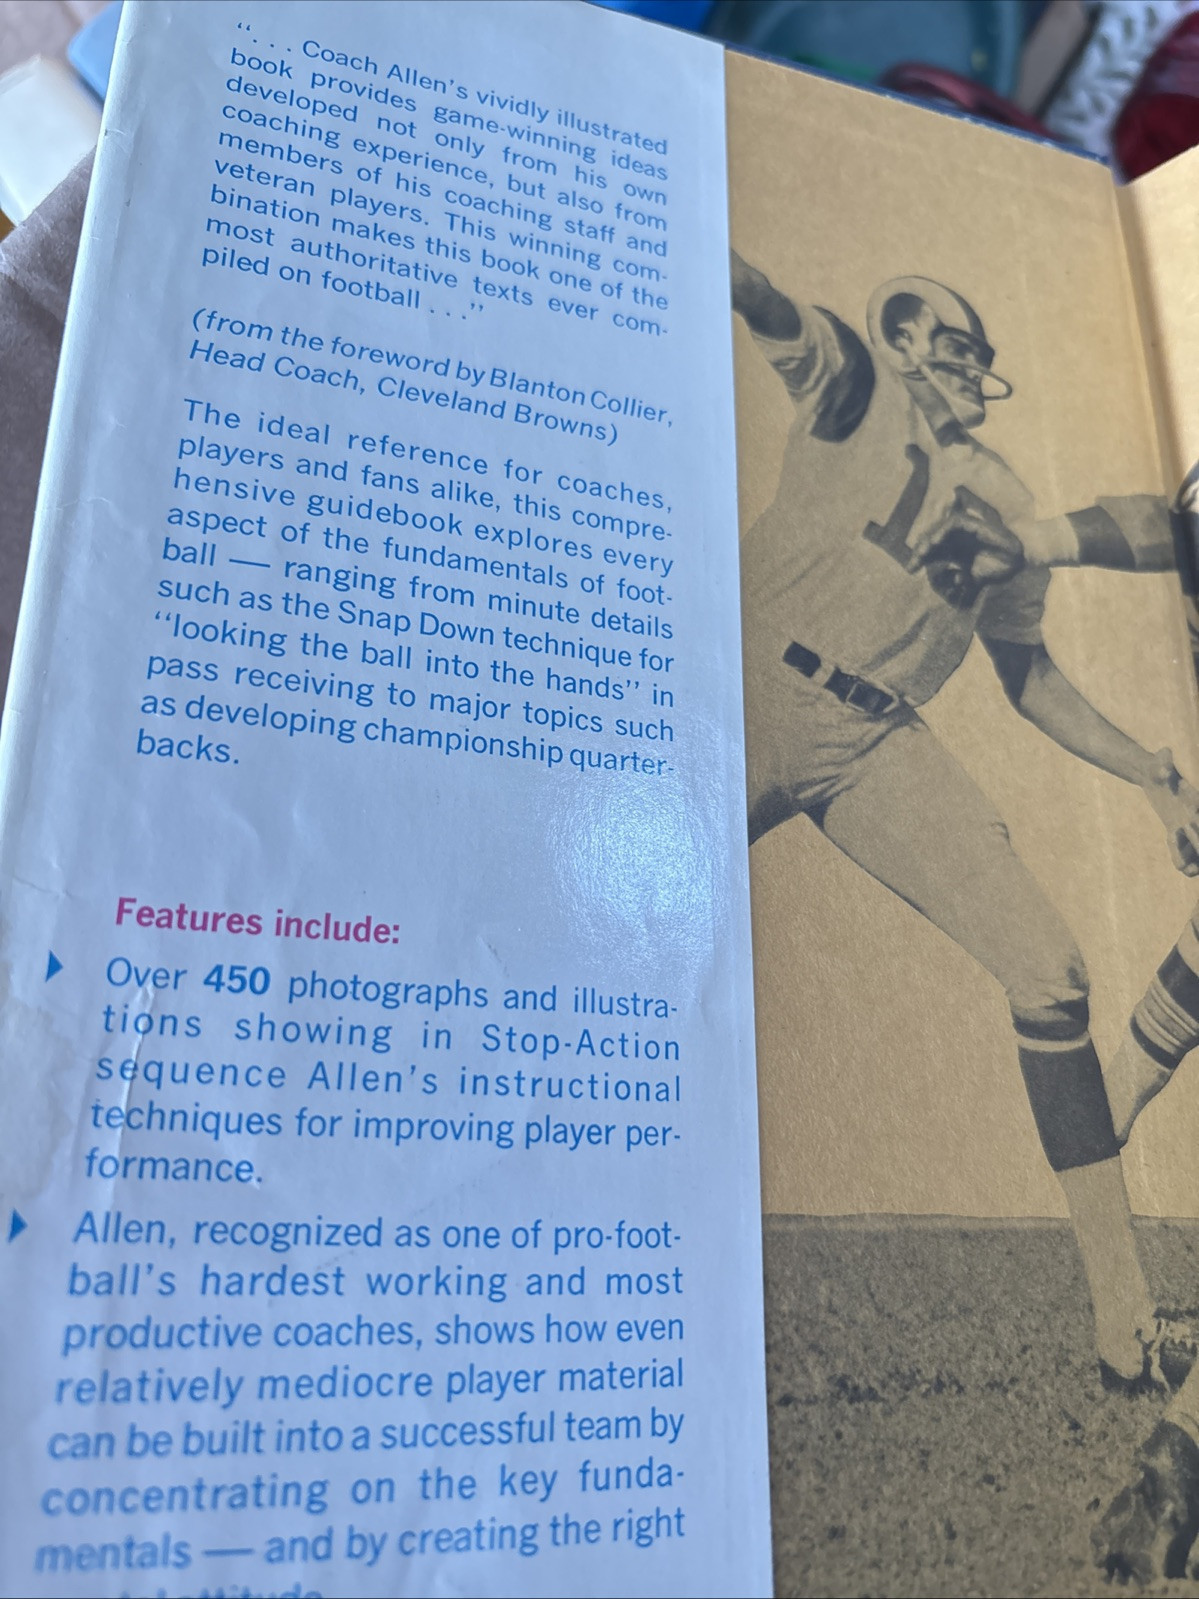 “. . . Coach Allen’s vividly illustrated
book provides game-winning ideas
developed not only from his own
coaching experience, but also from
members of his coaching staff and
veteran players. This winning com-
bination makes this book one of the
most authoritative texts ever com-
piled on football . . .”
(from the foreword by Blanton Collier,
Head Coach, Cleveland Browns)
The ideal reference for coaches,
players and fans alike, this compre-
hensive guidebook explores every
aspect of the fundamentals of foot-
ball — ranging from minute details
such as the Snap Down technique for
“looking the ball into the hands” in
pass receiving to major topics such
as developing championship quarter-
backs.
Features include:
Over 450 photographs and illustra-
tions showing in Stop-Action
sequence Allen’s instructional
techniques for improving player per-
formance.
Allen, recognized as one of pro-foot-
ball’s hardest working and most
productive coaches, shows how even
relatively mediocre player material
can be built into a successful team by
concentrating on the key funda-
mentals — and by creating the right
1